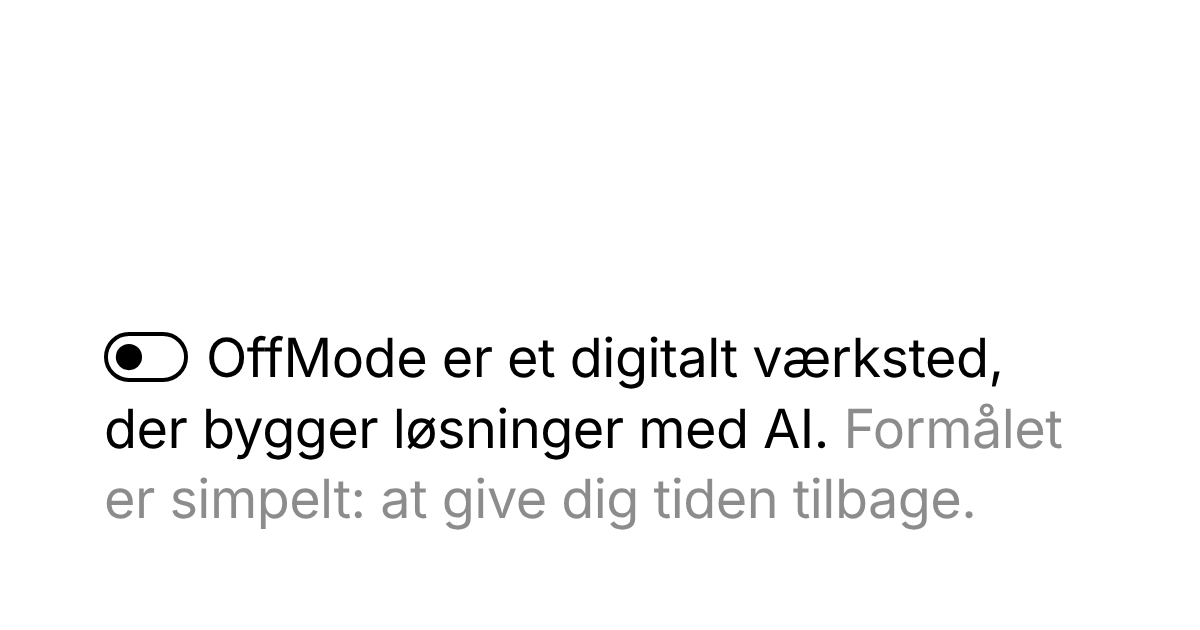 OffMode er et digitalt værksted,
der bygger løsninger med AI. Formålet
er simpelt: at give dig tiden tilbage.